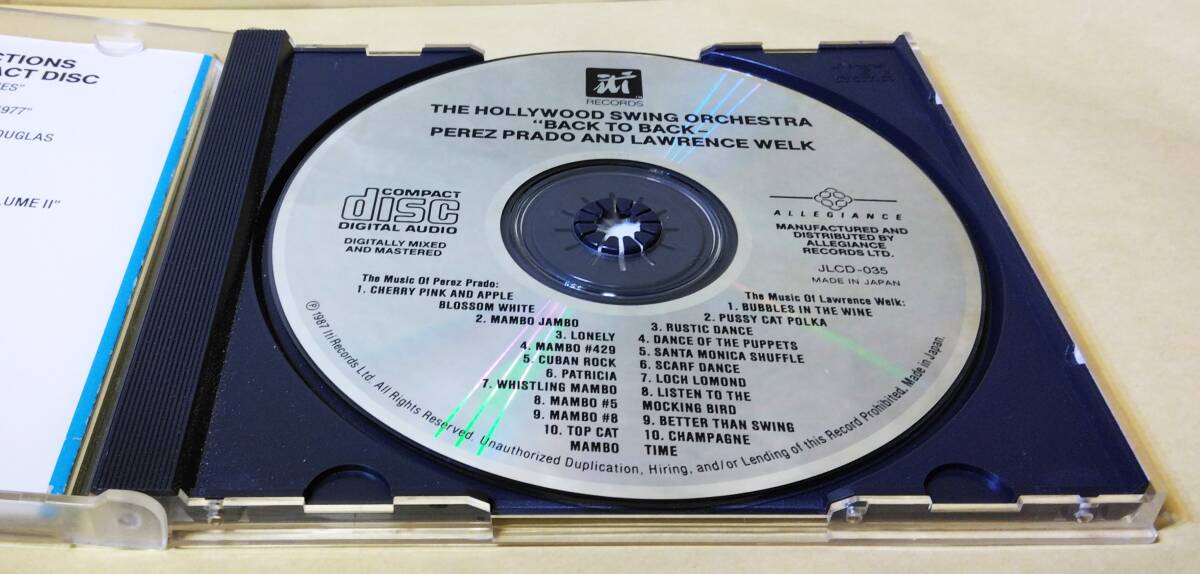 CTIONS
ACT DISC
ES"
1977"
OUGLAS
LUME II"
iti
RECORDS
THE HOLLYWOOD SWING ORCHESTRA
"BACK TO BACK—
PEREZ PRADO AND LAWRENCE WELK
COMPACT
disc
DIGITAL AUDIO
DIGITALLY MIXED
AND MASTERED
ALLEGIANCE
MANUFACTURED AND
DISTRIBUTED BY
ALLEGIANCE
RECORDS LTD.
JLCD-035
MADE IN JAPAN
The Music Of Perez Prado:
1. CHERRY PINK AND APPLE
BLOSSOM WHITE
2. MAMBO JAMBO
3. LONELY
4. MAMBO #429
5. CUBAN ROCK
6. PATRICIA
7. WHISTLING MAMBO
8. MAMBO #5
9. MAMBO #8
10. TOP CAT
MAMBO
The Music Of Lawrence Welk:
1. BUBBLES IN THE WINE
2. PUSSY CAT POLKA
3. RUSTIC DANCE
4. DANCE OF THE PUPPETS
5. SANTA MONICA SHUFFLE
6. SCARF DANCE
7. LOCH LOMOND
8. LISTEN TO THE
MOCKING BIRD
9. BETTER THAN SWING
10. CHAMPAGNE
TIME
℗ 1987 Iti Records Ltd. All Rights Reserved. Unauthorized Duplication, Hiring, and/or Lending of this Record Prohibited. Made in Japan.